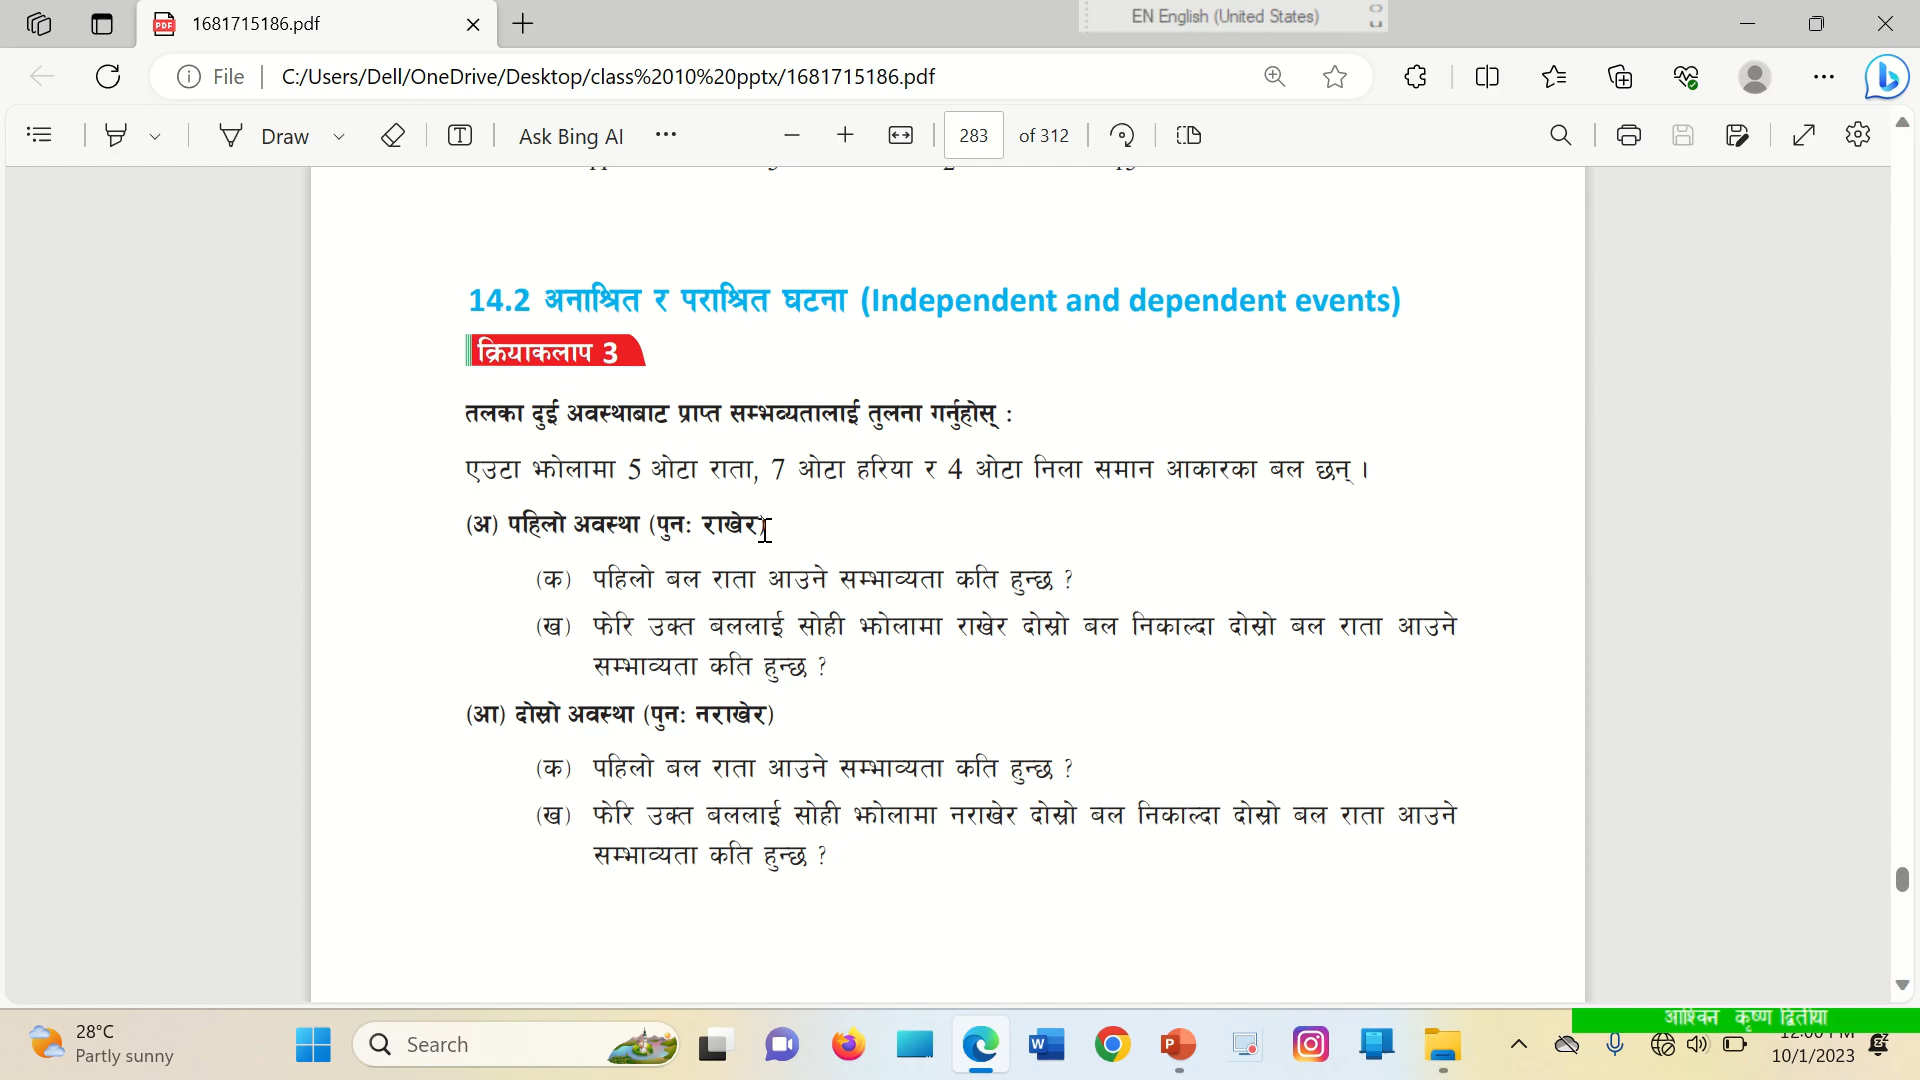 1681715186.pdf
EN English (United States)
File
C:/Users/Dell/OneDrive/Desktop/class%2010%20pptx/1681715186.pdf
Draw
Ask Bing AI
283 of 312
14.2 अनाश्रित र पराश्रित घटना (Independent and dependent events)
क्रियाकलाप 3
तलका दुई अवस्थाबाट प्राप्त सम्भव्यतालाई तुलना गर्नुहोस् :
एउटा झोलामा 5 ओटा राता, 7 ओटा हरिया र 4 ओटा निला समान आकारका बल छन् ।
(अ) पहिलो अवस्था (पुनः राखेर)
(क) पहिलो बल राता आउने सम्भाव्यता कति हुन्छ ?
(ख) फेरि उक्त बललाई सोही झोलामा राखेर दोस्रो बल निकाल्दा दोस्रो बल राता आउने
सम्भाव्यता कति हुन्छ ?
(आ) दोस्रो अवस्था (पुनः नराखेर)
(क) पहिलो बल राता आउने सम्भाव्यता कति हुन्छ ?
(ख) फेरि उक्त बललाई सोही झोलामा नराखेर दोस्रो बल निकाल्दा दोस्रो बल राता आउने
सम्भाव्यता कति हुन्छ ?
आश्विन कृष्ण द्वितीया
28°C
Partly sunny
Search
10/1/2023